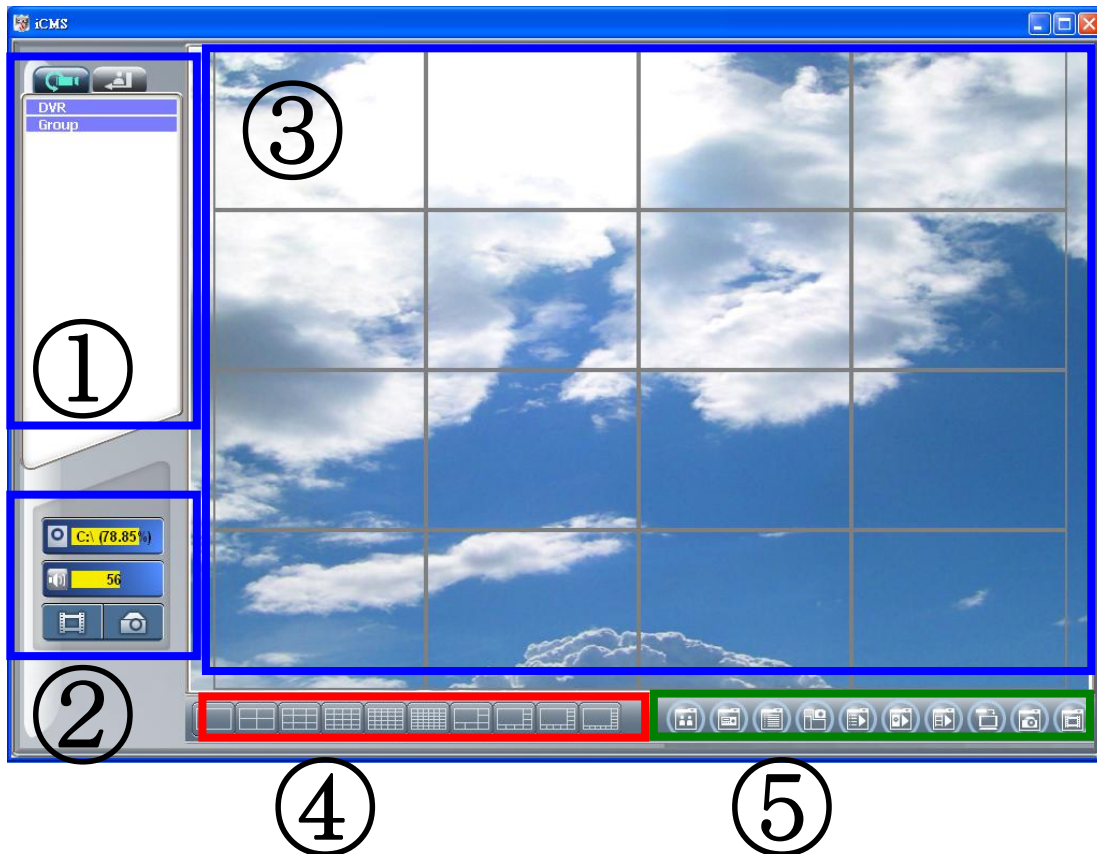 iCMS
③
DVR
Group
①
C:\ (78.85%)
56
②
④
⑤